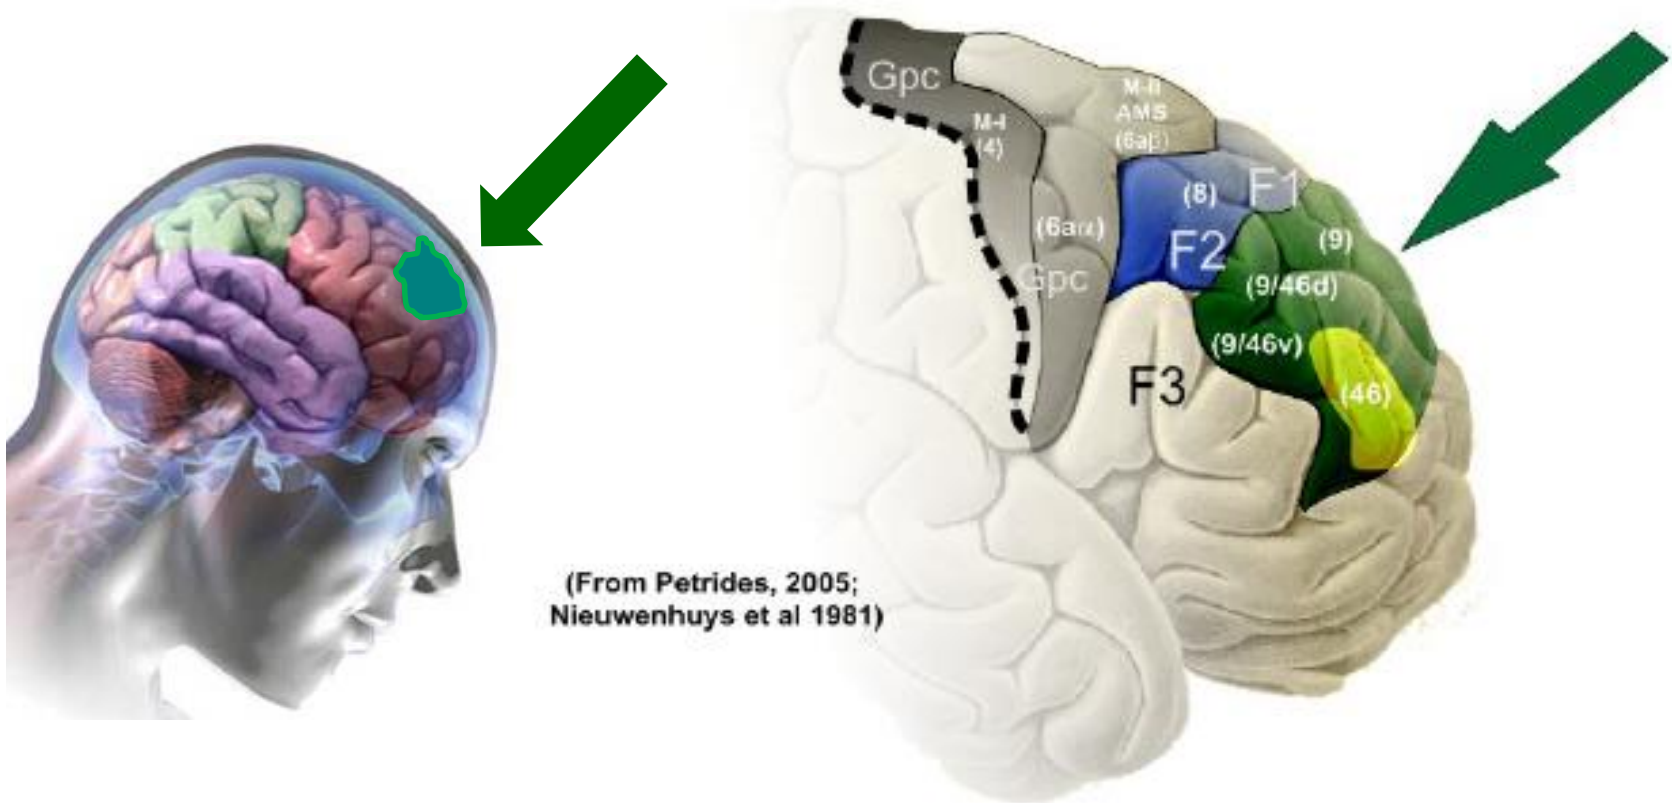 Gpc
M-I
(4)
M-II
AMS
(6aβ)
(6aα)
Gpc
(8)
F1
F2
(9)
(9/46d)
(9/46v)
(46)
F3
(From Petrides, 2005;
Nieuwenhuys et al 1981)